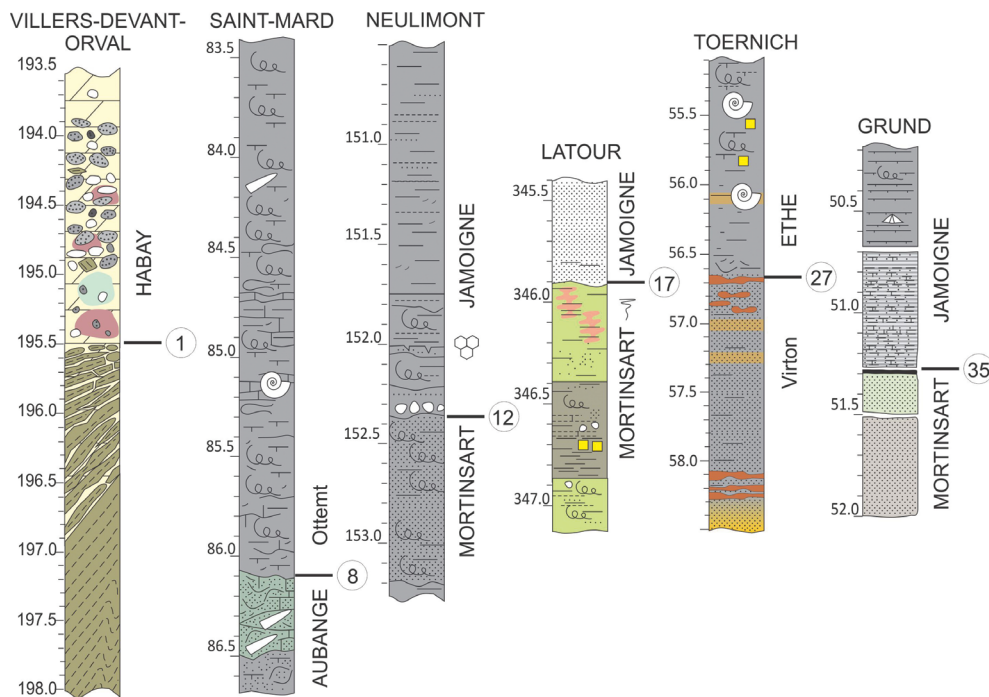 VILLERS-DEVANT-
ORVAL
193.5
194.0
194.5
195.0
195.5
196.0
196.5
197.0
197.5
198.0
HABAY
1
SAINT-MARD
83.5
84.0
84.5
85.0
85.5
86.0
86.5
Ottemt
8
AUBANGE
NEULIMONT
151.0
151.5
152.0
152.5
153.0
JAMOIGNE
12
MORTINSART
LATOUR
345.5
346.0
346.5
347.0
JAMOIGNE
17
MORTINSART
TOERNICH
55.5
56.0
56.5
57.0
57.5
58.0
ETHE
27
Virton
GRUND
50.5
51.0
51.5
52.0
JAMOIGNE
35
MORTINSART